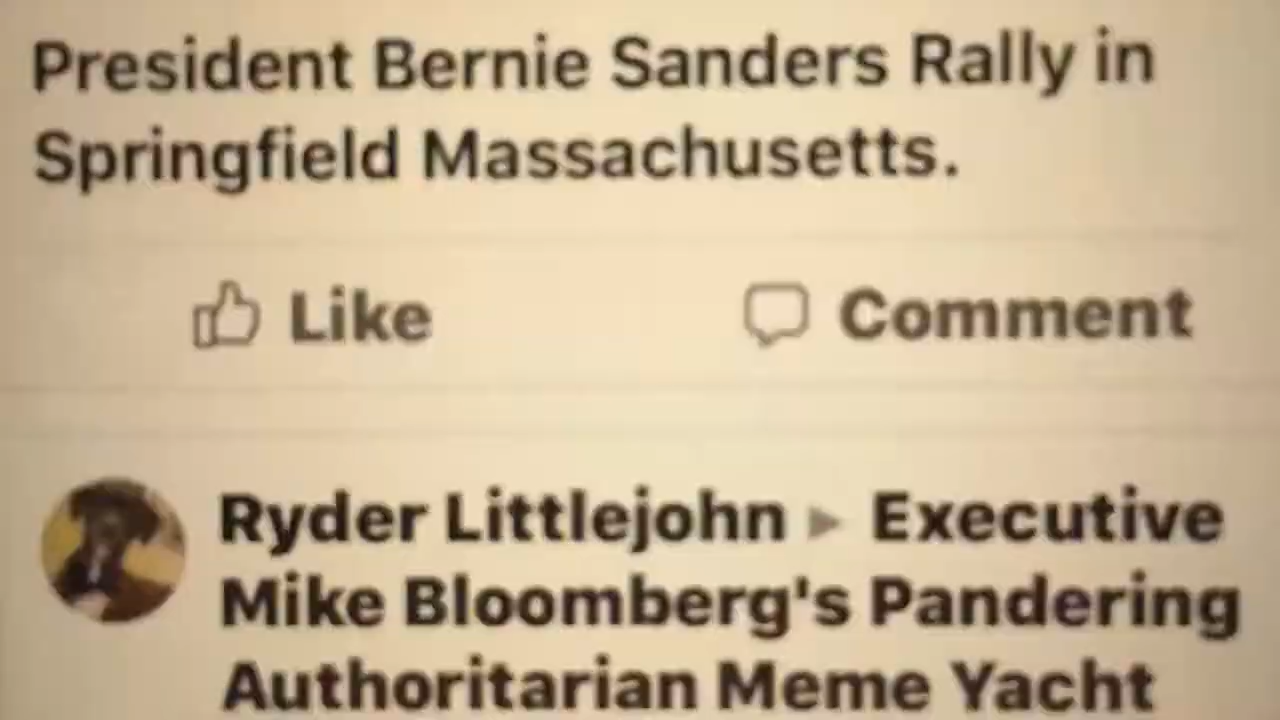 President Bernie Sanders Rally in
Springfield Massachusetts.
Like
Comment
Ryder Littlejohn ▸ Executive
Mike Bloomberg's Pandering
Authoritarian Meme Yacht